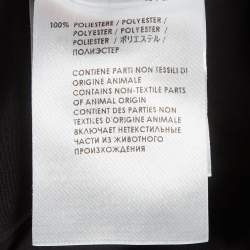 100% POLIESTERE / POLYESTER /
POLYESTER / POLYESTER /
POLIESTER / ポリエステル /
ПОЛИЭСТЕР
CONTIENE PARTI NON TESSILI DI
ORIGINE ANIMALE
CONTAINS NON-TEXTILE PARTS
OF ANIMAL ORIGIN
CONTIENT DES PARTIES NON
TEXTILES D'ORIGINE ANIMALE
ВКЛЮЧАЕТ НЕТЕКСТИЛЬНЫЕ
ЧАСТИ ИЗ ЖИВОТНОГО
ПРОИСХОЖДЕНИЯ